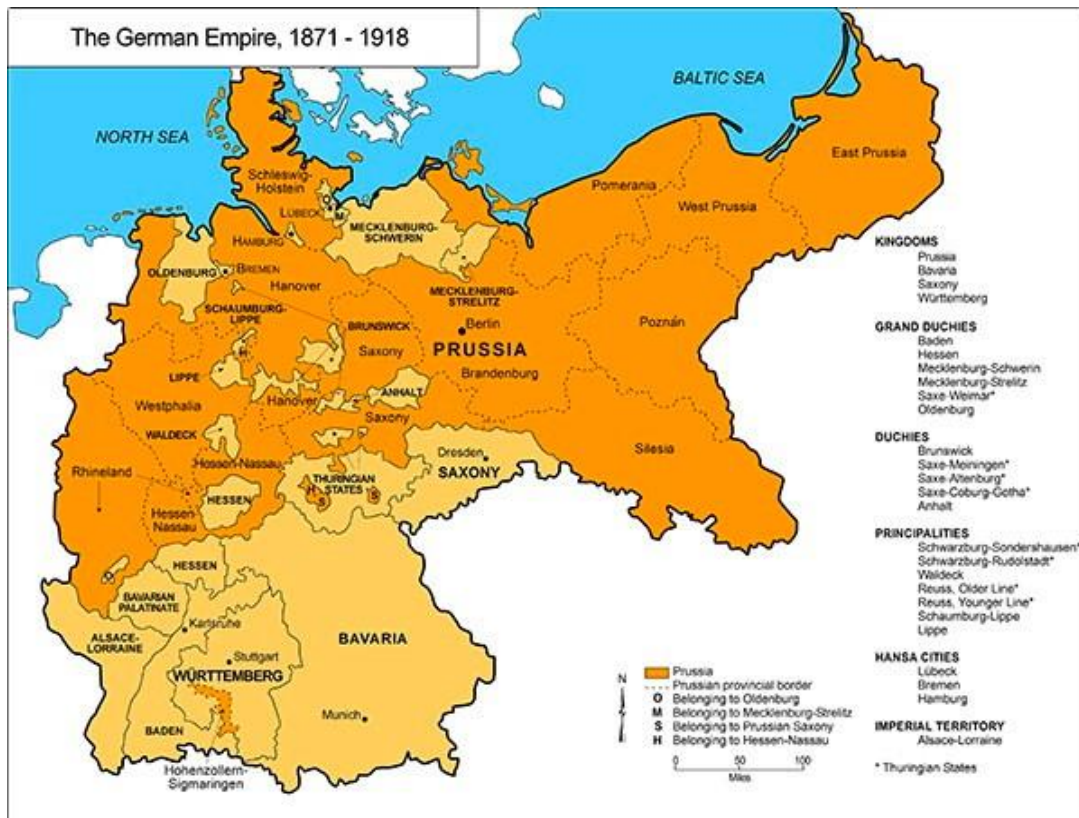 The German Empire, 1871 - 1918
BALTIC SEA
NORTH SEA
East Prussia
Schleswig-
Holstein
Pomerania
West Prussia
O
M
LÜBECK
MECKLENBURG-
SCHWERIN
HAMBURG
OLDENBURG
BREMEN
Hanover
MECKLENBURG-
STRELITZ
SCHAUMBURG-
LIPPE
BRUNSWICK
Berlin
Poznán
H
Saxony
PRUSSIA
LIPPE
Brandenburg
ANHALT
Westphalia
Hanover
Saxony
WALDECK
Silesia
Dresden
SAXONY
Hessen-Nassau
Rhineland
THURINGIAN
STATES
H
S
S
HESSEN
Hessen-
Nassau
HESSEN
O
BAVARIAN
PALATINATE
Karlsruhe
ALSACE-
LORRAINE
BAVARIA
Stuttgart
WÜRTTEMBERG
Munich
BADEN
Hohenzollern-
Sigmaringen
KINGDOMS
Prussia
Bavaria
Saxony
Württemberg
GRAND DUCHIES
Baden
Hessen
Mecklenburg-Schwerin
Mecklenburg-Strelitz
Saxe-Weimar*
Oldenburg
DUCHIES
Brunswick
Saxe-Meiningen*
Saxe-Altenburg*
Saxe-Coburg-Gotha*
Anhalt
PRINCIPALITIES
Schwarzburg-Sondershausen*
Schwarzburg-Rudolstadt*
Waldeck
Reuss, Older Line*
Reuss, Younger Line*
Schaumburg-Lippe
Lippe
HANSA CITIES
Lübeck
Bremen
Hamburg
IMPERIAL TERRITORY
Alsace-Lorraine
* Thuringian States
N
Prussia
Prussian provincial border
O Belonging to Oldenburg
M Belonging to Mecklenburg-Strelitz
S Belonging to Prussian Saxony
H Belonging to Hessen-Nassau
0 50 100
Miles